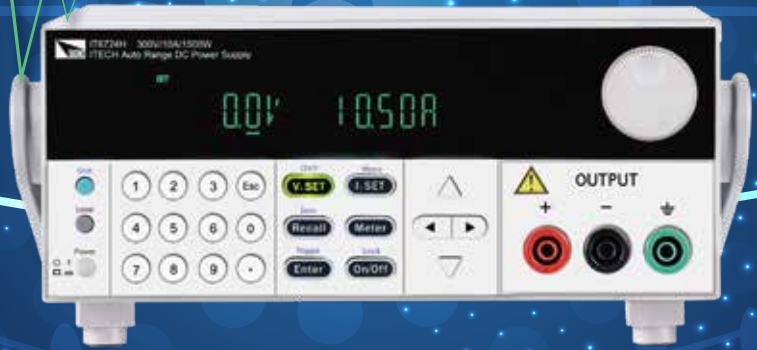 IT6724H 300V/10A/1500W
ITECH Auto Range DC Power Supply
0.0V 10.50A
Shift
Local
Power
1 2 3 Esc
4 5 6 0
7 8 9 .
OVP Menu
V.SET I.SET
Save
Recall Meter
Trigger Lock
Enter On/Off
OUTPUT
+ -